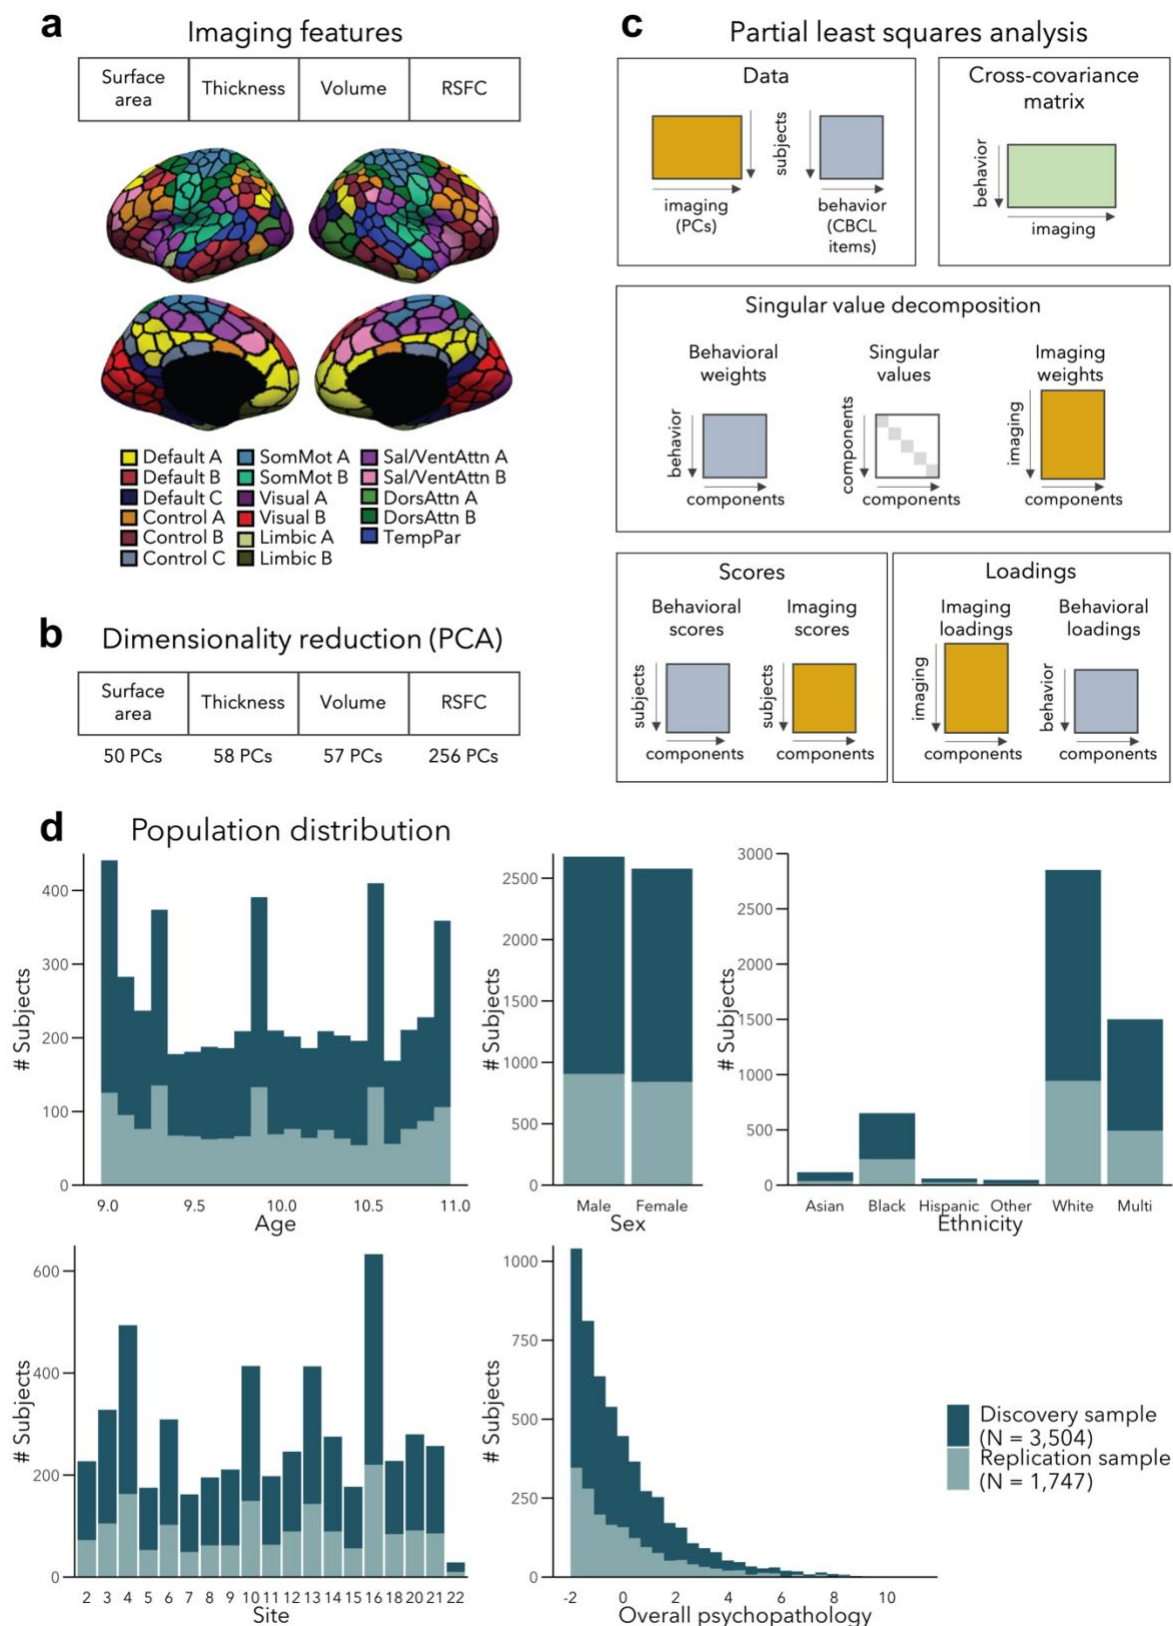 a
Imaging features
Surface area
Thickness
Volume
RSFC
Default A
Default B
Default C
Control A
Control B
Control C
SomMot A
SomMot B
Visual A
Visual B
Limbic A
Limbic B
Sal/VentAttn A
Sal/VentAttn B
DorsAttn A
DorsAttn B
TempPar
b
Dimensionality reduction (PCA)
Surface area
Thickness
Volume
RSFC
50 PCs
58 PCs
57 PCs
256 PCs
c
Partial least squares analysis
Data
subjects
imaging
(PCs)
behavior
(CBCL
items)
Cross-covariance
matrix
behavior
imaging
Singular value decomposition
Behavioral
weights
behavior
components
Singular
values
components
components
Imaging
weights
imaging
components
Scores
Behavioral
scores
subjects
components
Imaging
scores
subjects
components
Loadings
Imaging
loadings
imaging
components
Behavioral
loadings
behavior
components
d
Population distribution
# Subjects
400
300
200
100
0
9.0 9.5 10.0 10.5 11.0
Age
# Subjects
2500
2000
1500
1000
500
0
Male Female
Sex
# Subjects
3000
2500
2000
1500
1000
500
0
Asian Black Hispanic Other White Multi
Ethnicity
# Subjects
600
400
200
0
2 3 4 5 6 7 8 9 10 11 12 13 14 15 16 18 20 21 22
Site
# Subjects
1000
750
500
250
0
-2 0 2 4 6 8 10
Overall psychopathology
Discovery sample
(N = 3,504)
Replication sample
(N = 1,747)